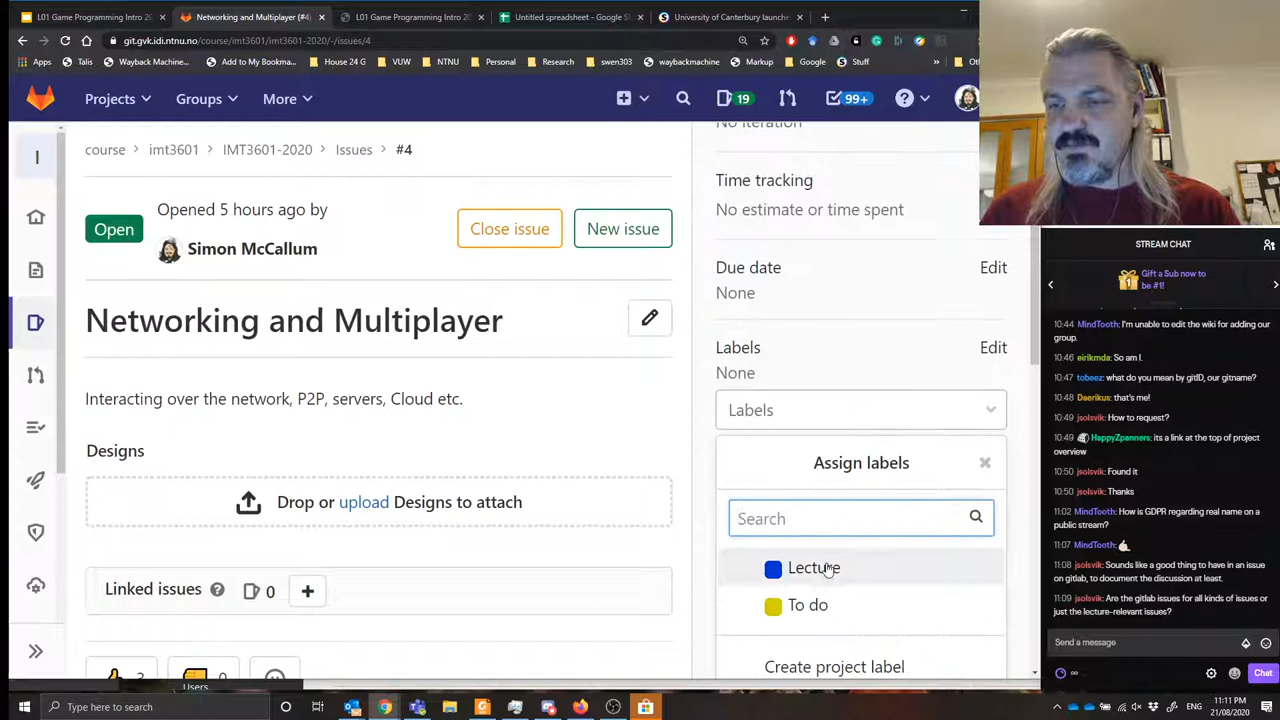 L01 Game Programming Intro 20
Networking and Multiplayer (#4)
L01 Game Programming Intro 20
Untitled spreadsheet - Google S
University of Canterbury launche
git.gvk.idi.ntnu.no/course/imt3601/imt3601-2020/-/issues/4
Apps
Talis
Wayback Machine...
Add to My Bookma...
House 24 G
VUW
NTNU
Personal
Research
swen303
waybackmachine
Markup
Google
Stuff
Projects
Groups
More
19
99+
No iteration
I
course > imt3601 > IMT3601-2020 > Issues > #4
Open
Opened 5 hours ago by
Simon McCallum
Close issue
New issue
Networking and Multiplayer
Interacting over the network, P2P, servers, Cloud etc.
Designs
Drop or upload Designs to attach
Linked issues
0
Users
Time tracking
No estimate or time spent
Due date
Edit
None
Labels
Edit
None
Labels
Assign labels
Search
Lecture
To do
Create project label
STREAM CHAT
1
Gift a Sub now to
be #1!
10:44 MindTooth: I'm unable to edit the wiki for adding our
group.
10:46 eirikmda: So am I.
10:47 tobeez: what do you mean by gitID, our gitname?
10:48 Daerikus: that's me!
10:49 jsolsvik: How to request?
10:49 HappyZpanners: its a link at the top of project
overview
10:50 jsolsvik: Found it
10:50 jsolsvik: Thanks
11:02 MindTooth: How is GDPR regarding real name on a
public stream?
11:07 MindTooth:
11:08 jsolsvik: Sounds like a good thing to have in an issue
on gitlab, to document the discussion at least.
11:09 jsolsvik: Are the gitlab issues for all kinds of issues or
just the lecture-relevant issues?
Send a message
Chat
Type here to search
11:11 PM
21/08/2020